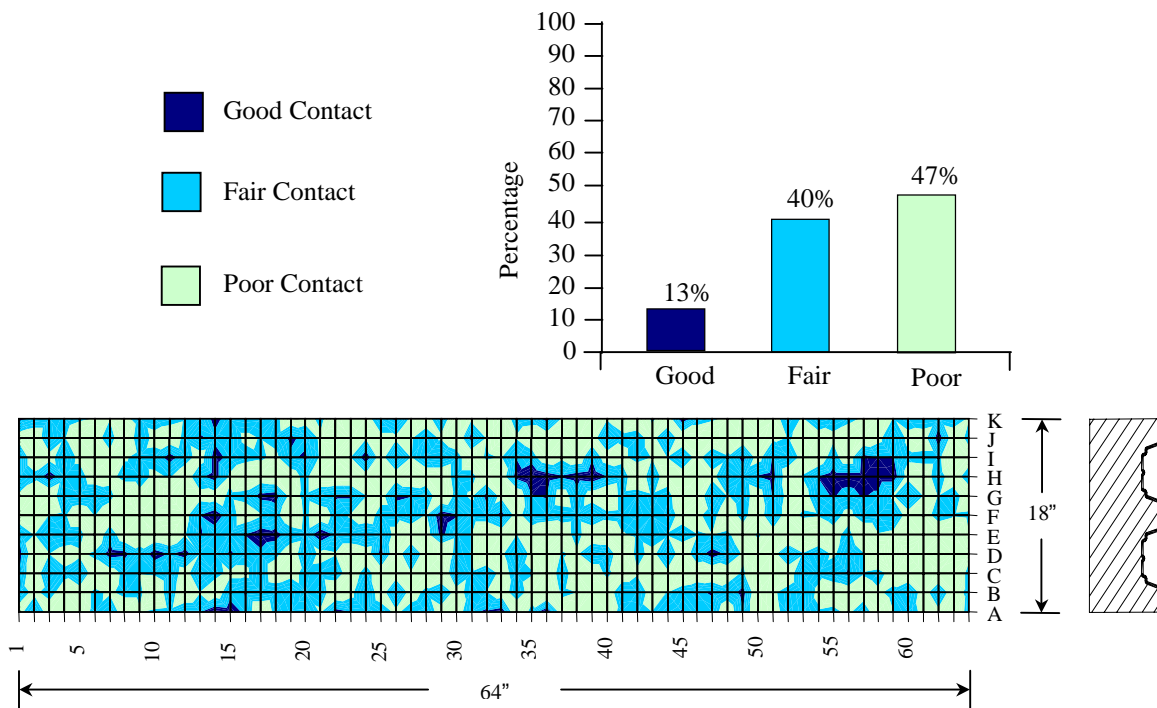 100
90
80
70
60
50
40
30
20
10
0
Percentage
13%
40%
47%
Good
Fair
Poor
Good Contact
Fair Contact
Poor Contact
K
J
I
H
G
F
E
D
C
B
A
18”
1
5
10
15
20
25
30
35
40
45
50
55
60
64”